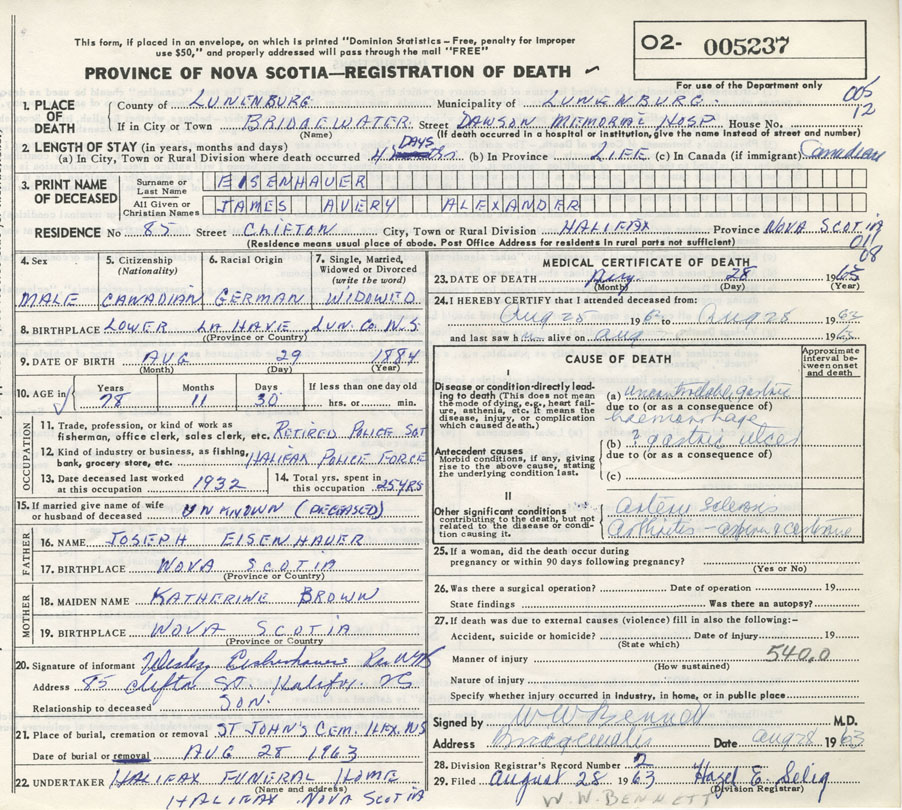 This form, if placed in an envelope, on which is printed "Dominion Statistics - Free, penalty for improper
use $50," and properly addressed will pass through the mail "FREE"
O2- 005237
For use of the Department only
PROVINCE OF NOVA SCOTIA—REGISTRATION OF DEATH
005
12
1. PLACE OF DEATH County of LUNENBURG Municipality of LUNENBURG.
If in City or Town BRIDGEWATER Street DAWSON MEMORIAL HOSP. House No.
(Name) (If death occurred in a hospital or institution, give the name instead of street and number)
2. LENGTH OF STAY (in years, months and days)
(a) In City, Town or Rural Division where death occurred 4 DAYS (b) In Province LIFE (c) In Canada (if immigrant) Canadian
3. PRINT NAME OF DECEASED Surname or Last Name EISENHAUER
All Given or Christian Names JAMES AVERY ALEXANDER
RESIDENCE No 85 Street CLIFTON City, Town or Rural Division HALIFAX Province NOVA SCOTIA
(Residence means usual place of abode. Post Office Address for residents in rural parts not sufficient)
08
4. Sex MALE
5. Citizenship (Nationality) CANADIAN
6. Racial Origin GERMAN
7. Single, Married, Widowed or Divorced (write the word) WIDOWED
8. BIRTHPLACE LOWER LA HAVE LUN. CO. N.S
(Province or Country)
9. DATE OF BIRTH AUG 29 1884
(Month) (Day) (Year)
10. AGE in Years 78 Months 11 Days 30 If less than one day old hrs. or min.
OCCUPATION
11. Trade, profession, or kind of work as fisherman, office clerk, sales clerk, etc. RETIRED POLICE SGT
12. Kind of industry or business, as fishing, bank, grocery store, etc. HALIFAX POLICE FORCE
13. Date deceased last worked at this occupation 1932
14. Total yrs. spent in this occupation 25 YRS
15. If married give name of wife or husband of deceased UNKNOWN (DECEASED)
FATHER
16. NAME JOSEPH EISENHAUER
17. BIRTHPLACE NOVA SCOTIA
(Province or Country)
MOTHER
18. MAIDEN NAME KATHERINE BROWN
19. BIRTHPLACE NOVA SCOTIA
(Province or Country)
20. Signature of informant
Address 85 Clifton ST. Halifax. NS
Relationship to deceased SON.
21. Place of burial, cremation or removal ST JOHN'S CEM. HFX. NS
Date of burial or removal AUG 28 1963
22. UNDERTAKER HALIFAX FUNERAL HOME
(Name and address)
HALIFAX NOVA SCOTIA
MEDICAL CERTIFICATE OF DEATH
23. DATE OF DEATH Aug. 28 1963
(Month) (Day) (Year)
24. I HEREBY CERTIFY that I attended deceased from:
Aug 28 1963 to Aug 28 1963
and last saw h alive on aug 1963
CAUSE OF DEATH
Approximate interval between onset and death
I
Disease or condition directly leading to death (This does not mean the mode of dying, e.g., heart failure, asthenia, etc. It means the disease, injury, or complication which caused death.)
(a) uncontrollable gastric
due to (or as a consequence of)
haemorrhage
(b) ? gastric ulcer
Antecedent causes
Morbid conditions, if any, giving rise to the above cause, stating the underlying condition last.
due to (or as a consequence of)
(c)
II
Other significant conditions contributing to the death, but not related to the disease or condition causing it.
Arterio Sclerosis
Arthritis - aspirin & cortisone
25. If a woman, did the death occur during pregnancy or within 90 days following pregnancy?
(Yes or No)
26. Was there a surgical operation? Date of operation 19
State findings Was there an autopsy?
27. If death was due to external causes (violence) fill in also the following:-
Accident, suicide or homicide? Date of injury 19
(State which)
Manner of injury 540.0
(How sustained)
Nature of injury
Specify whether injury occurred in industry, in home, or in public place
Signed by W W Bennett M.D.
Address Bridgewater Date aug 28 1963
28. Division Registrar's Record Number 2
29. Filed August 28 1963 Hazel E. Selig
(Division Registrar)
W. W. BENNETT